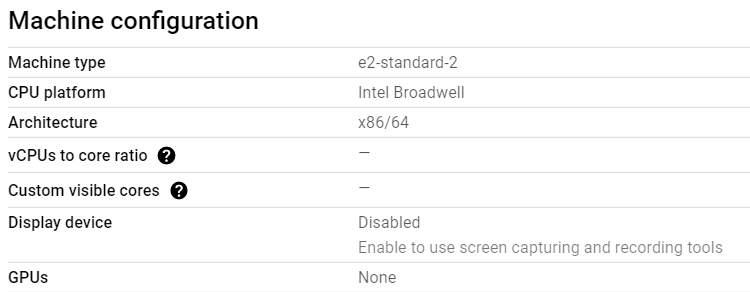 Machine configuration
Machine type e2-standard-2
CPU platform Intel Broadwell
Architecture x86/64
vCPUs to core ratio ? —
Custom visible cores ? —
Display device Disabled
Enable to use screen capturing and recording tools
GPUs None